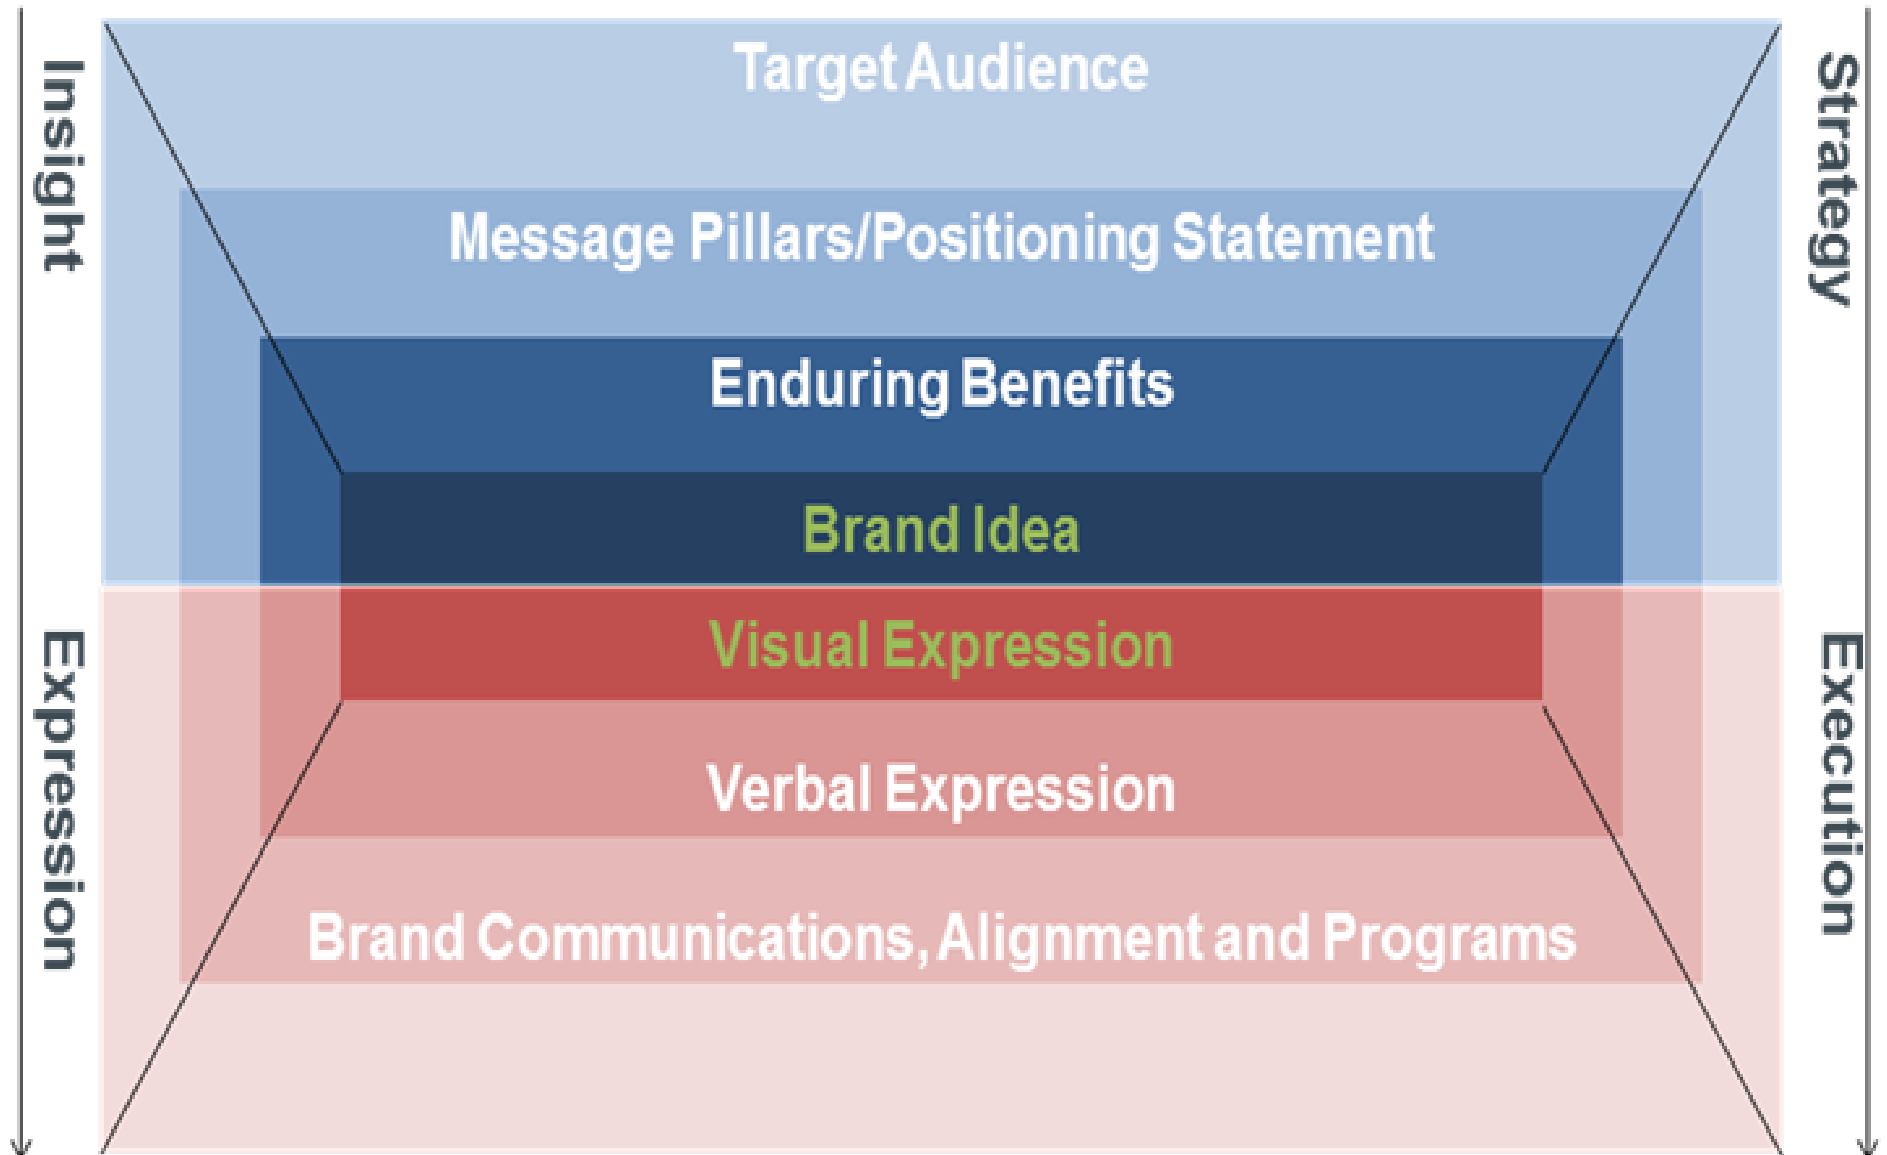 Target Audience
Message Pillars/Positioning Statement
Enduring Benefits
Brand Idea
Visual Expression
Verbal Expression
Brand Communications, Alignment and Programs
Insight
Expression
Strategy
Execution